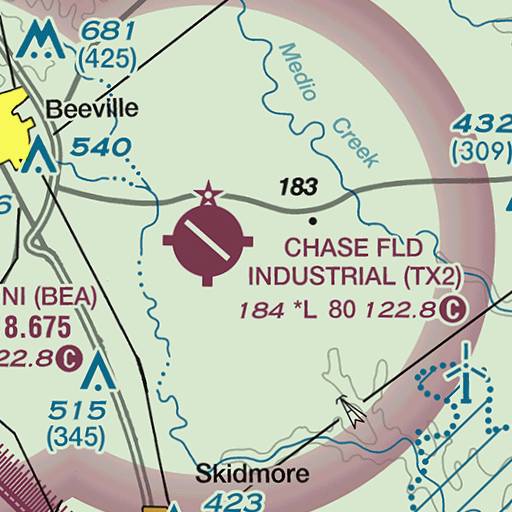 681
(425)
Medio Creek
Beeville
432
(309)
540
183
6
CHASE FLD
INDUSTRIAL (TX2)
184 *L 80 122.8 C
NI (BEA)
8.675
22.8 C
515
(345)
Skidmore
423